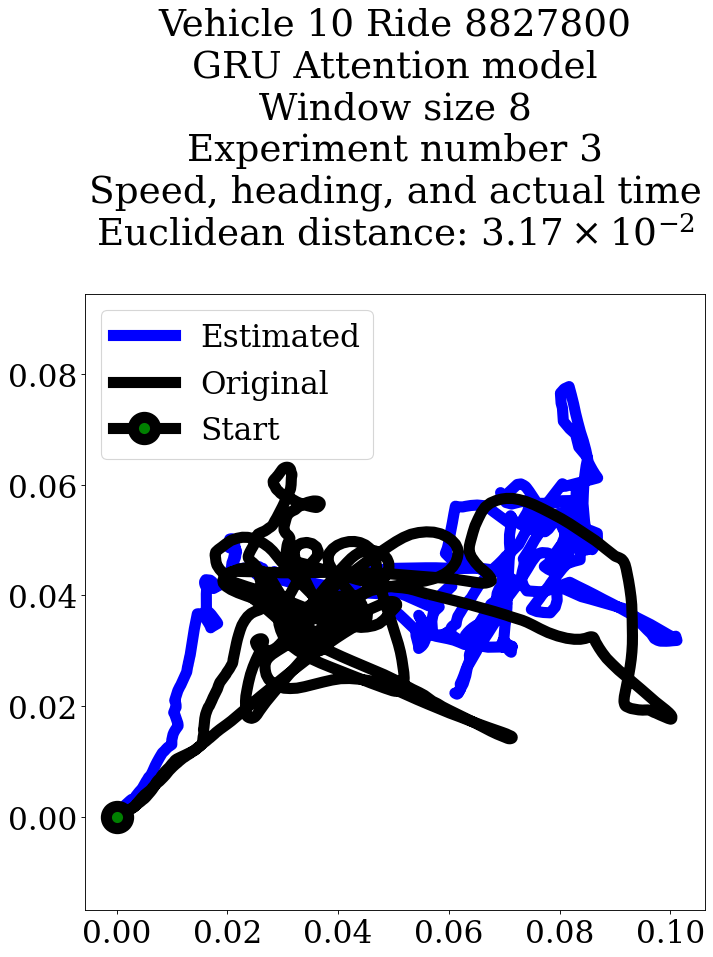 Vehicle 10 Ride 8827800
GRU Attention model
Window size 8
Experiment number 3
Speed, heading, and actual time
Euclidean distance: 3.17 × 10⁻²
Estimated
Original
Start
0.08
0.06
0.04
0.02
0.00
0.00 0.02 0.04 0.06 0.08 0.10